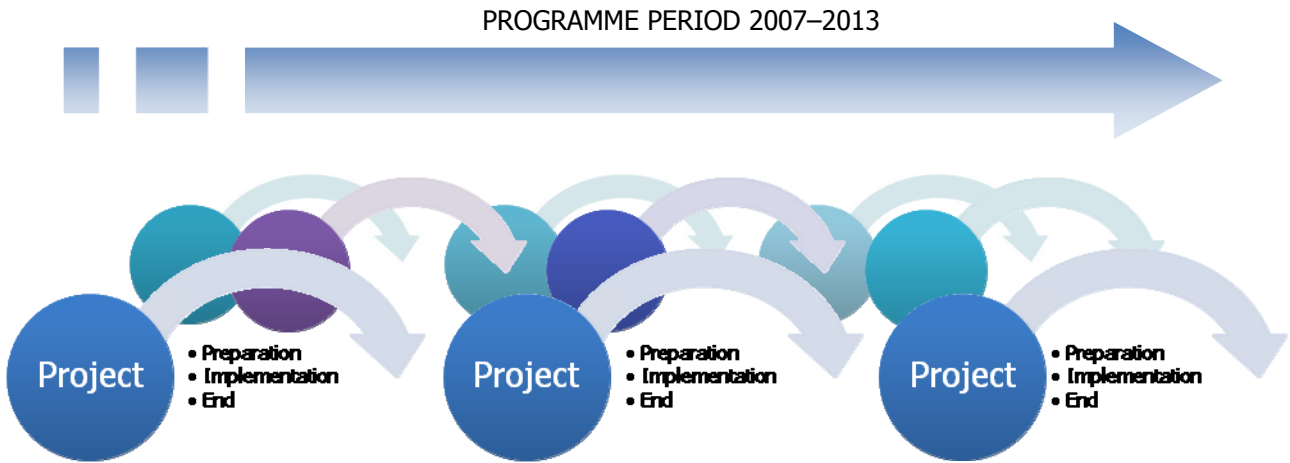 PROGRAMME PERIOD 2007–2013
Project
• Preparation
• Implementation
• End
Project
• Preparation
• Implementation
• End
Project
• Preparation
• Implementation
• End